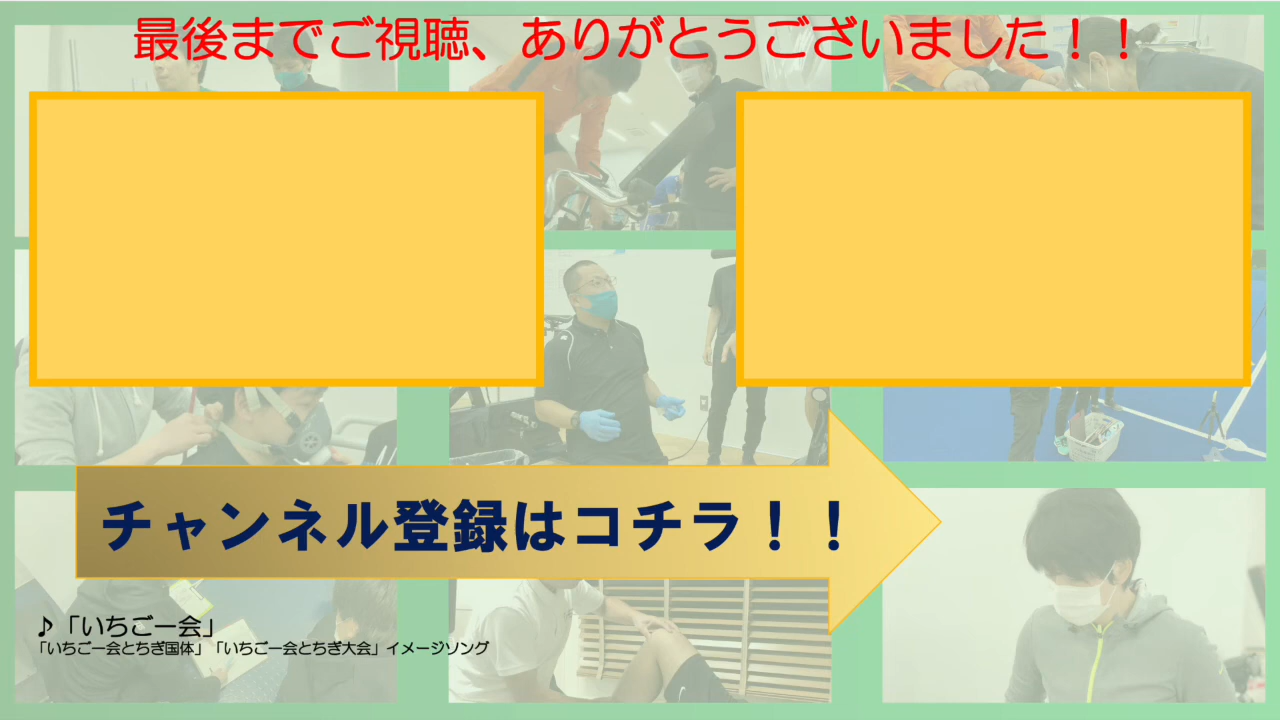 最後までご視聴、ありがとうございました！！
チャンネル登録はコチラ！！
♪「いちご一会」
「いちご一会とちぎ国体」「いちご一会とちぎ大会」イメージソング